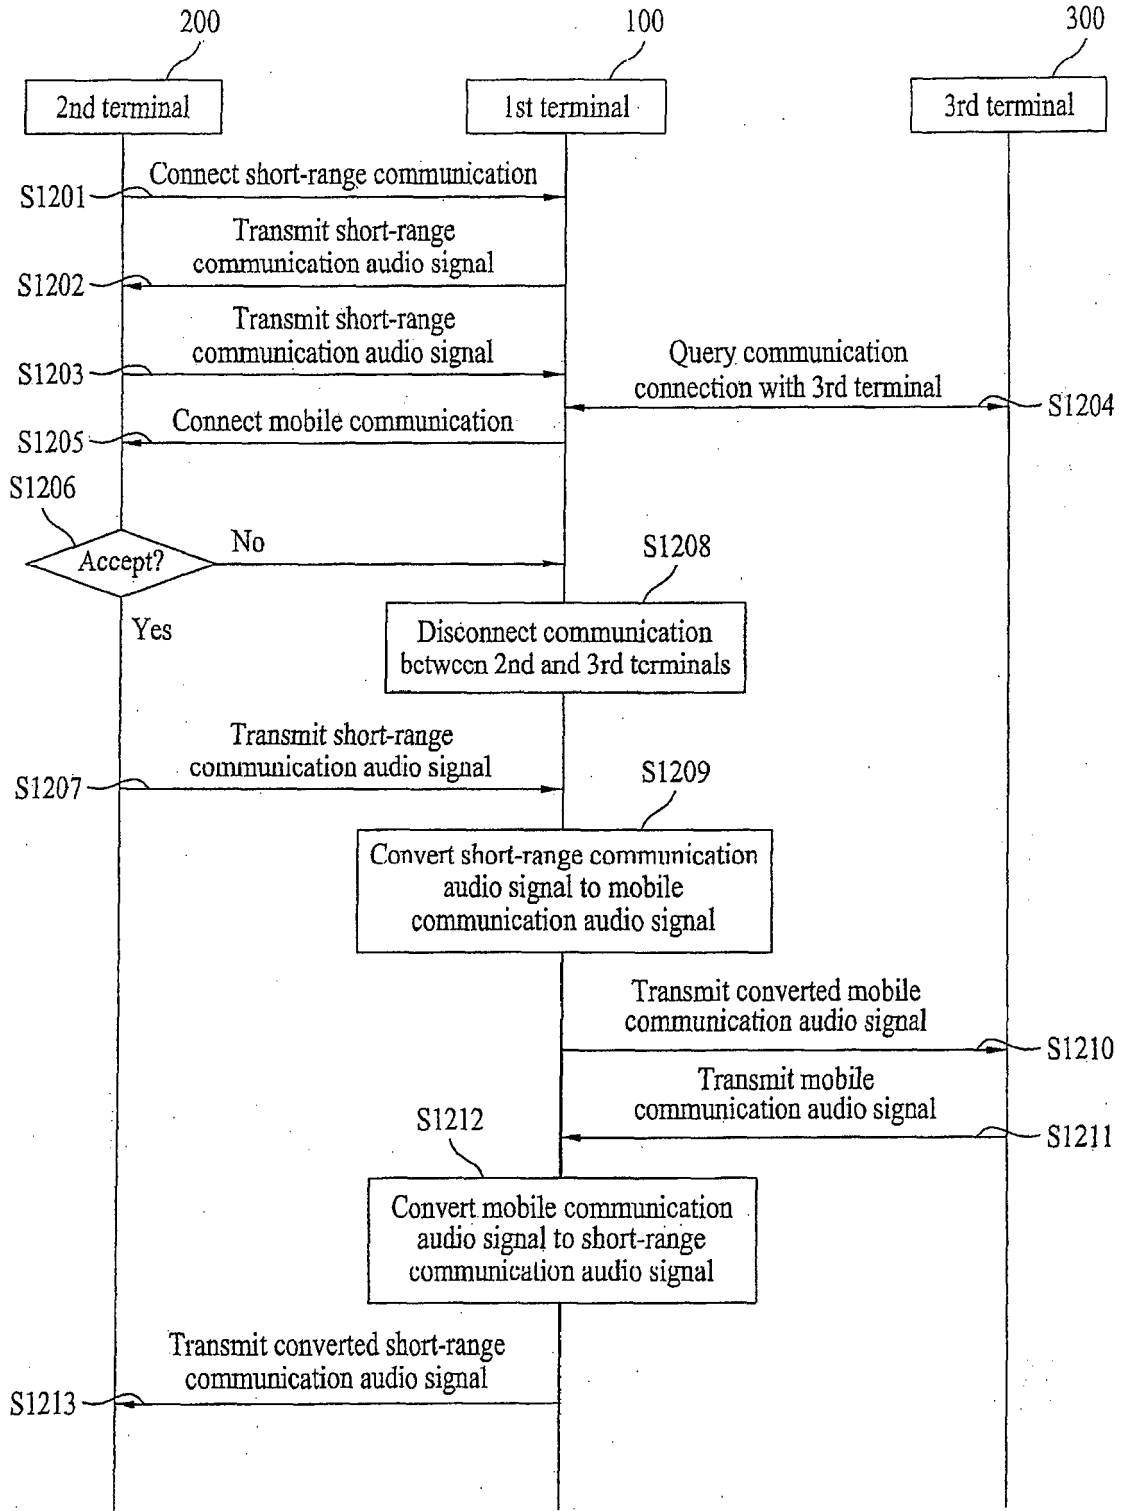 200
100
300
2nd terminal
1st terminal
3rd terminal
Connect short-range communication
S1201
Transmit short-range
communication audio signal
S1202
Transmit short-range
communication audio signal
S1203
Query communication
connection with 3rd terminal
S1204
Connect mobile communication
S1205
S1206
Accept?
No
Yes
S1208
Disconnect communication
between 2nd and 3rd terminals
Transmit short-range
communication audio signal
S1207
S1209
Convert short-range communication
audio signal to mobile
communication audio signal
Transmit converted mobile
communication audio signal
S1210
Transmit mobile
communication audio signal
S1211
S1212
Convert mobile communication
audio signal to short-range
communication audio signal
Transmit converted short-range
communication audio signal
S1213